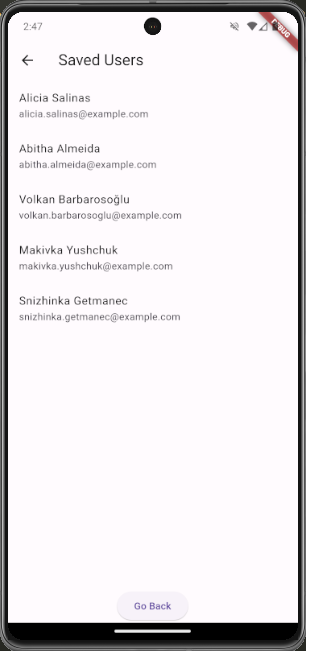 2:47
DEBUG
Saved Users
Alicia Salinas
alicia.salinas@example.com
Abitha Almeida
abitha.almeida@example.com
Volkan Barbarosoğlu
volkan.barbarosoglu@example.com
Makivka Yushchuk
makivka.yushchuk@example.com
Snizhinka Getmanec
snizhinka.getmanec@example.com
Go Back